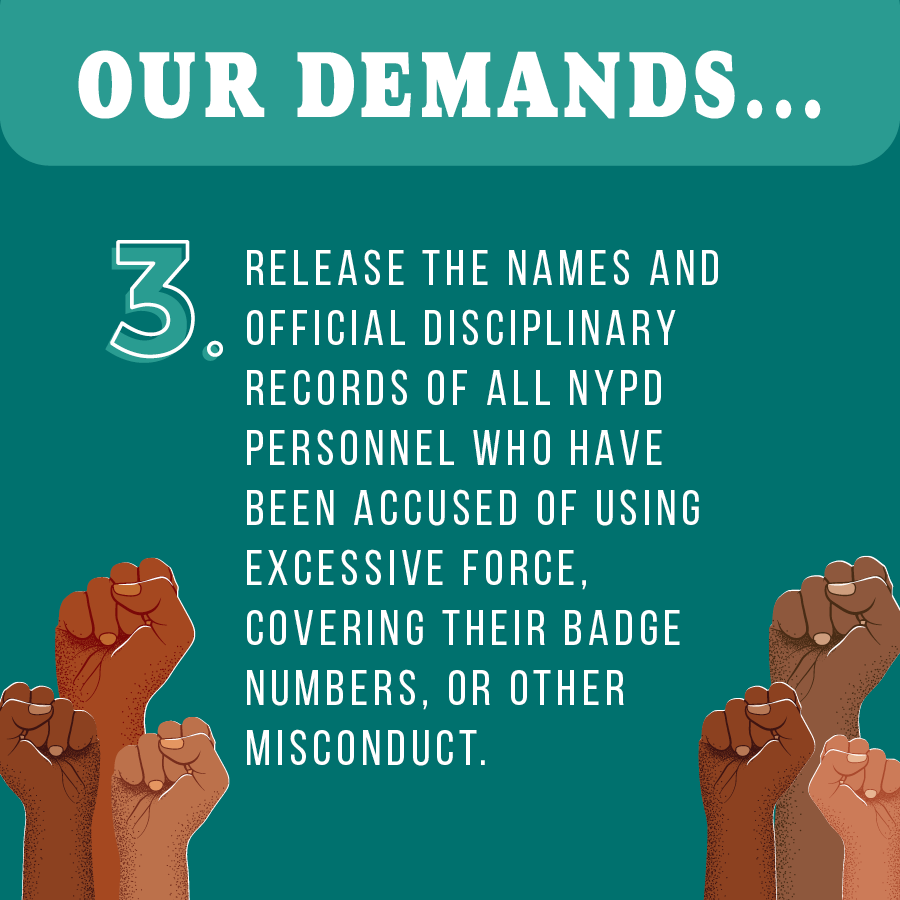 OUR DEMANDS...
3. RELEASE THE NAMES AND
OFFICIAL DISCIPLINARY
RECORDS OF ALL NYPD
PERSONNEL WHO HAVE
BEEN ACCUSED OF USING
EXCESSIVE FORCE,
COVERING THEIR BADGE
NUMBERS, OR OTHER
MISCONDUCT.